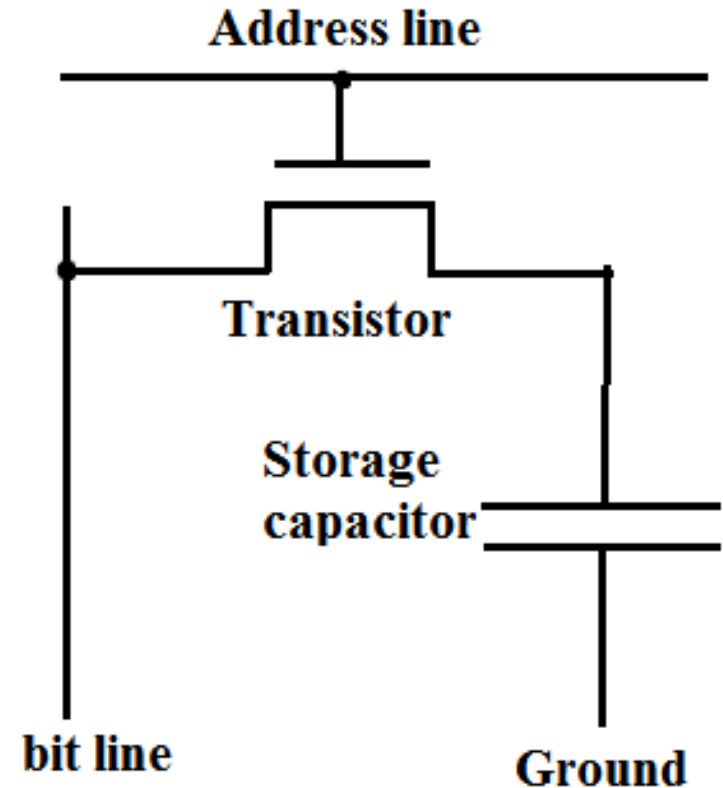 Address line
Transistor
Storage
capacitor
bit line
Ground